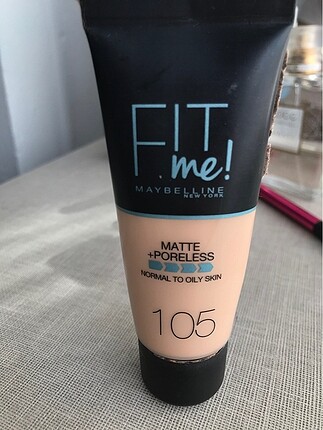 FIT
me!
MAYBELLINE
NEW YORK
MATTE
+PORELESS
NORMAL TO OILY SKIN
105